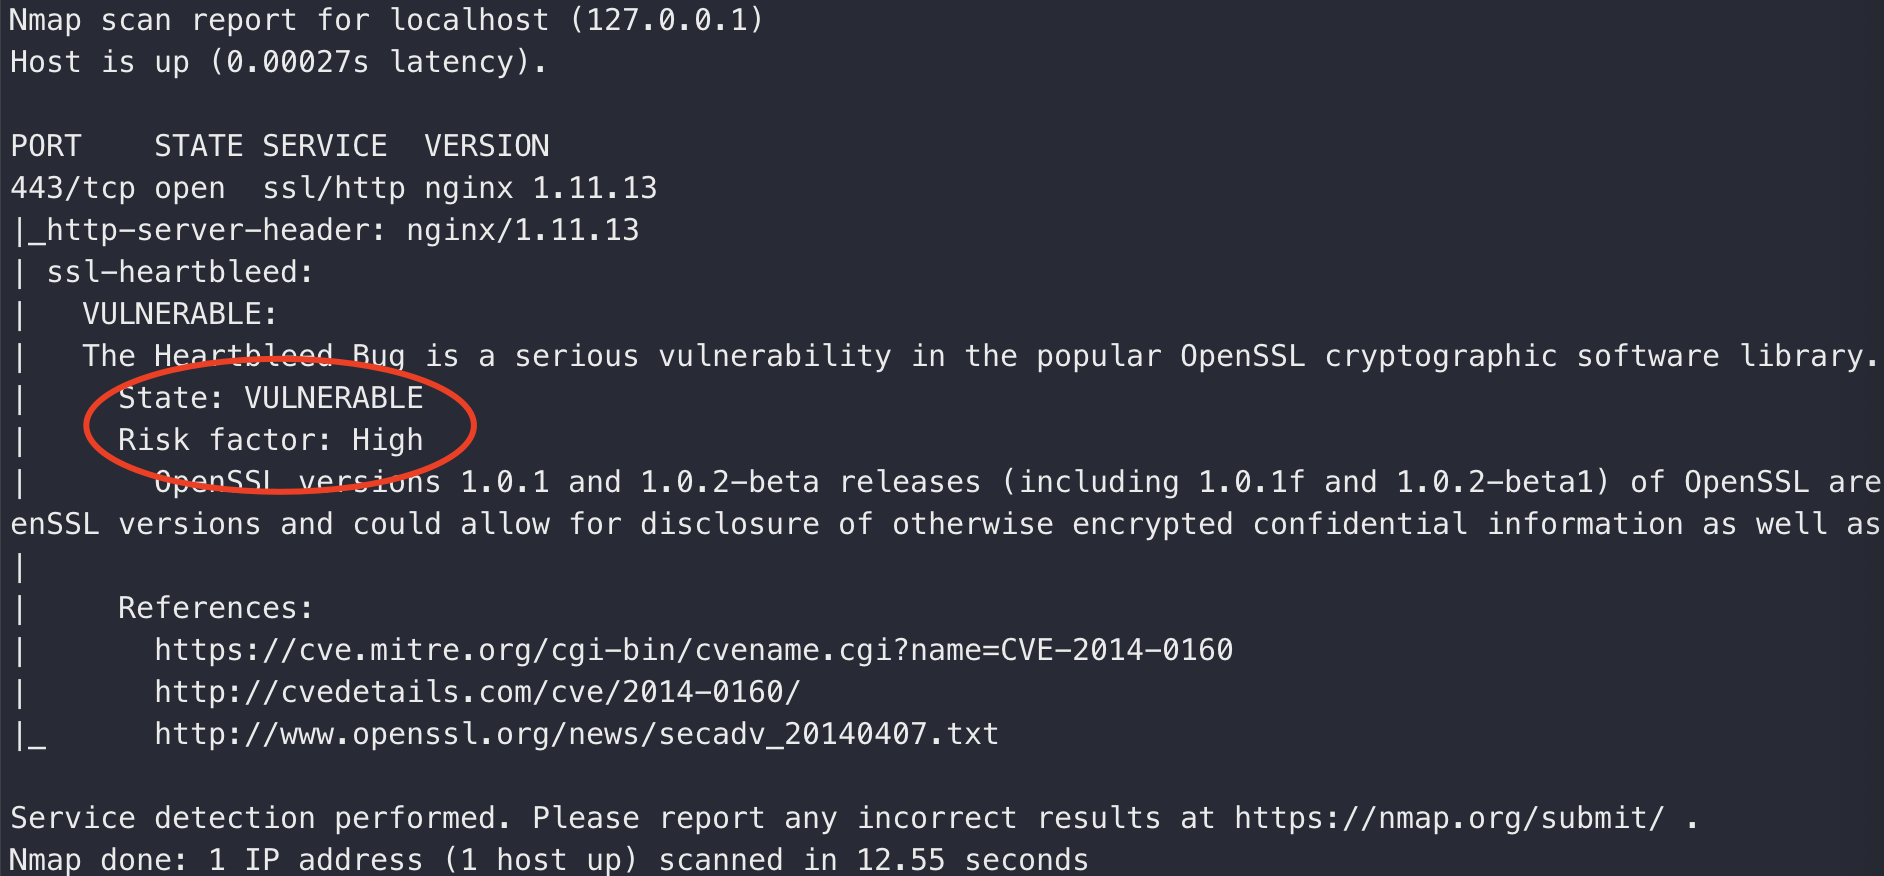 Nmap scan report for localhost (127.0.0.1)
Host is up (0.00027s latency).
PORT    STATE SERVICE  VERSION
443/tcp open  ssl/http nginx 1.11.13
|_http-server-header: nginx/1.11.13
| ssl-heartbleed:
|   VULNERABLE:
|   The Heartbleed Bug is a serious vulnerability in the popular OpenSSL cryptographic software library.
|     State: VULNERABLE
|     Risk factor: High
|       OpenSSL versions 1.0.1 and 1.0.2-beta releases (including 1.0.1f and 1.0.2-beta1) of OpenSSL are
enSSL versions and could allow for disclosure of otherwise encrypted confidential information as well as
|
|     References:
|       https://cve.mitre.org/cgi-bin/cvename.cgi?name=CVE-2014-0160
|       http://cvedetails.com/cve/2014-0160/
|_      http://www.openssl.org/news/secadv_20140407.txt
Service detection performed. Please report any incorrect results at https://nmap.org/submit/ .
Nmap done: 1 IP address (1 host up) scanned in 12.55 seconds